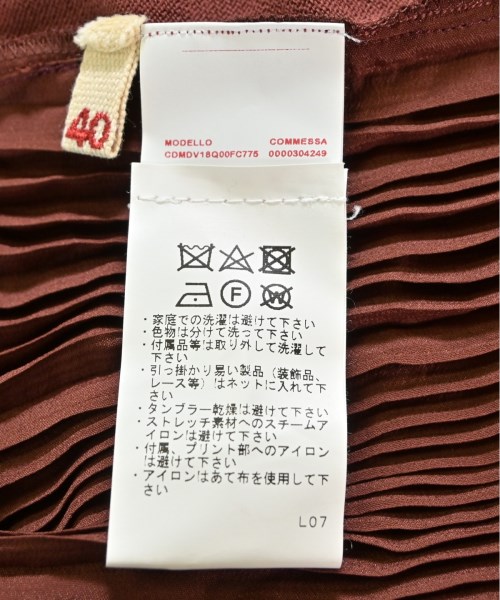 40
MODELLO COMMESSA
CDMDV18Q00FC775 0000304249
F W
・家庭での洗濯は避けて下さい
・色物は分けて洗って下さい
・付属品等は取り外して洗濯して
下さい
・引っ掛かり易い製品（装飾品、
レース等）はネットに入れて下
さい
・タンブラー乾燥は避けて下さい
・ストレッチ素材へのスチームア
イロンは避けて下さい
・付属、プリント部へのアイロン
は避けて下さい
・アイロンはあて布を使用して下
さい
L07